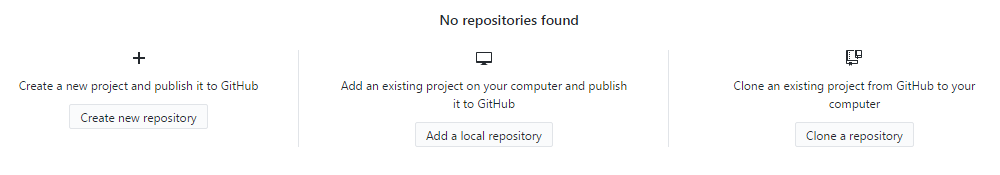 No repositories found
Create a new project and publish it to GitHub
Create new repository
Add an existing project on your computer and publish
it to GitHub
Add a local repository
Clone an existing project from GitHub to your
computer
Clone a repository